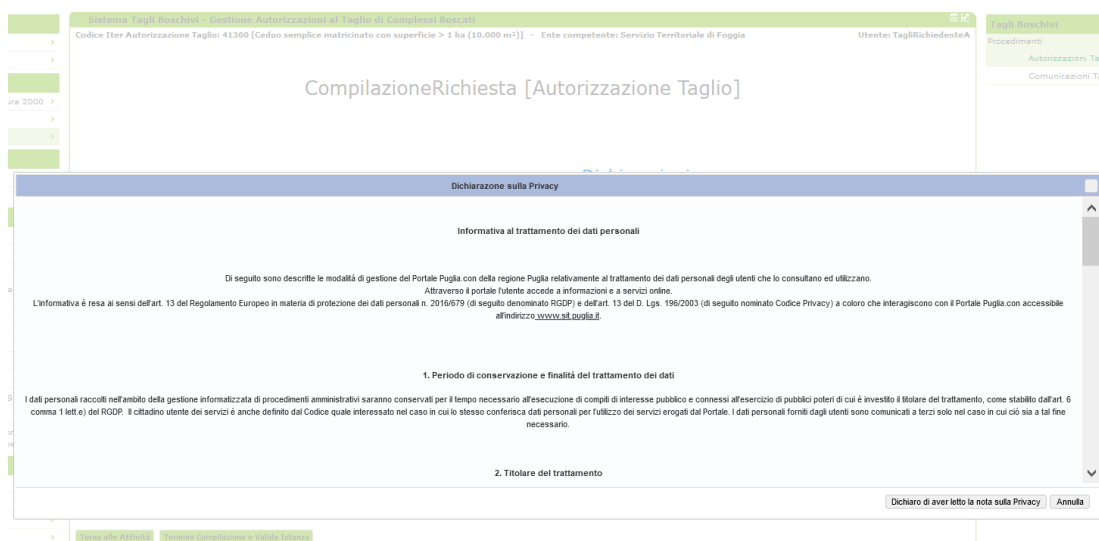 Sistema Tagli Boschivi - Gestione Autorizzazioni al Taglio di Complessi Boscati
Codice Iter Autorizzazione Taglio: 41360 [Ceduo semplice matricinato con superficie > 1 ha (10.000 m²)] - Ente competente: Servizio Territoriale di Foggia
Utente: TagliRichiedenteA
Tagli Boschivi
Procedimenti
Autorizzazioni Ta
Comunicazioni T
ura 2000
CompilazioneRichiesta [Autorizzazione Taglio]
Dichiarazone sulla Privacy
Informativa al trattamento dei dati personali
Di seguito sono descritte le modalità di gestione del Portale Puglia.con della regione Puglia relativamente al trattamento dei dati personali degli utenti che lo consultano ed utilizzano.
Attraverso il portale l'utente accede a informazioni e a servizi online.
L'informativa é resa ai sensi dell'art. 13 del Regolamento Europeo in materia di protezione dei dati personali n. 2016/679 (di seguito denominato RGDP) e dell'art. 13 del D. Lgs. 196/2003 (di seguito nominato Codice Privacy) a coloro che interagiscono con il Portale Puglia.con accessibile
all'indirizzo www.sit.puglia.it.
1. Periodo di conservazione e finalitá del trattamento dei dati
I dati personali raccolti nell'ambito della gestione informatizzata di procedimenti amministrativi saranno conservati per il tempo necessario all'esecuzione di compiti di interesse pubblico e connessi all'esercizio di pubblici poteri di cui é investito il titolare del trattamento, come stabilito dall'art. 6
comma 1 lett.e) del RGDP. Il cittadino utente dei servizi é anche definito dal Codice quale interessato nel caso in cui lo stesso conferisca dati personali per l'utilizzo dei servizi erogati dal Portale. I dati personali forniti dagli utenti sono comunicati a terzi solo nel caso in cui ció sia a tal fine
necessario.
2. Titolare del trattamento
Dichiaro di aver letto la nota sulla Privacy
Annulla
Torna alle Attività
Termina Compilazione e Valida Istanza